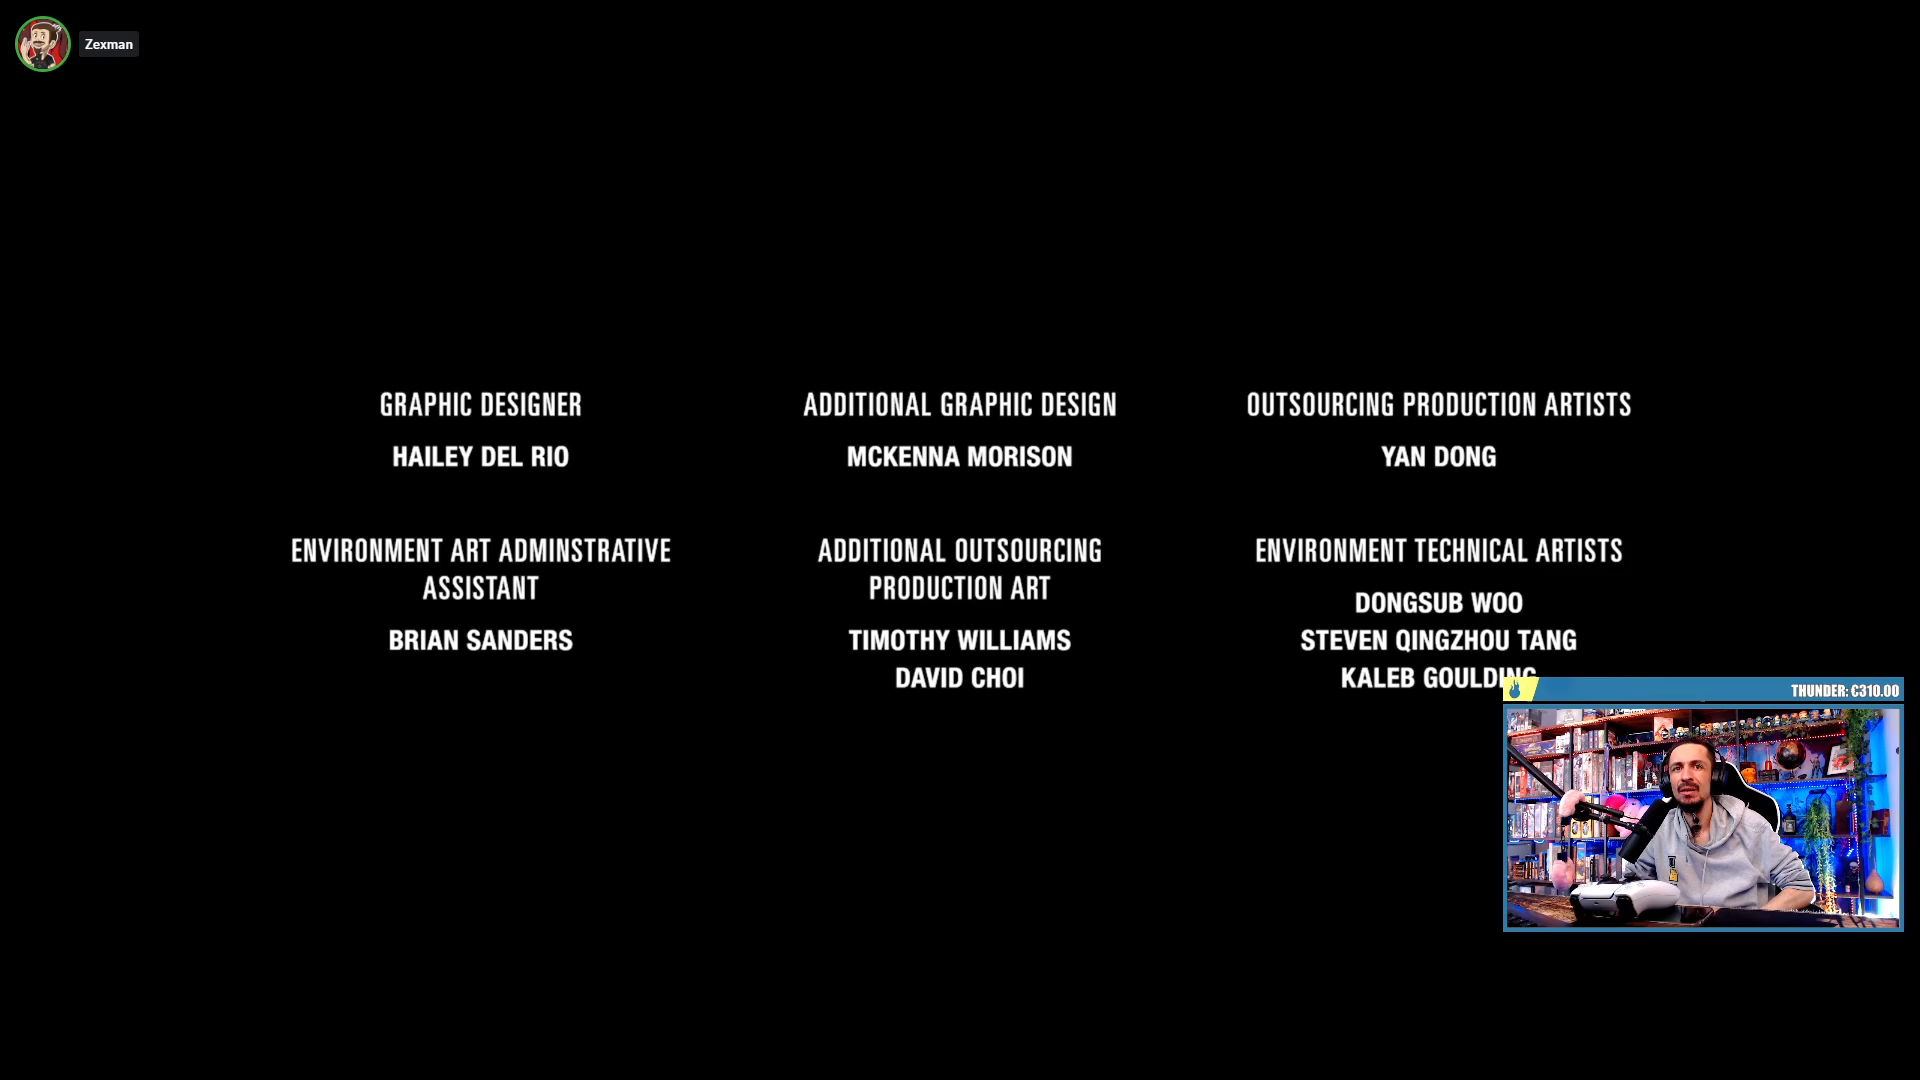 Zexman
GRAPHIC DESIGNER
HAILEY DEL RIO
ADDITIONAL GRAPHIC DESIGN
MCKENNA MORISON
OUTSOURCING PRODUCTION ARTISTS
YAN DONG
ENVIRONMENT ART ADMINSTRATIVE
ASSISTANT
BRIAN SANDERS
ADDITIONAL OUTSOURCING
PRODUCTION ART
TIMOTHY WILLIAMS
DAVID CHOI
ENVIRONMENT TECHNICAL ARTISTS
DONGSUB WOO
STEVEN QINGZHOU TANG
KALEB GOULDING
THUNDER: €310.00